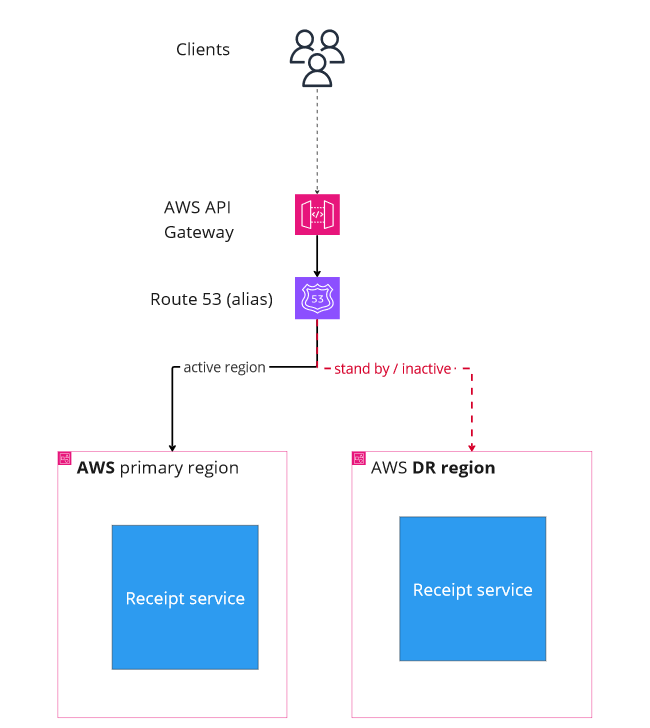 Clients
AWS API
Gateway
Route 53 (alias)
53
active region
stand by / inactive
AWS primary region
AWS DR region
Receipt service
Receipt service